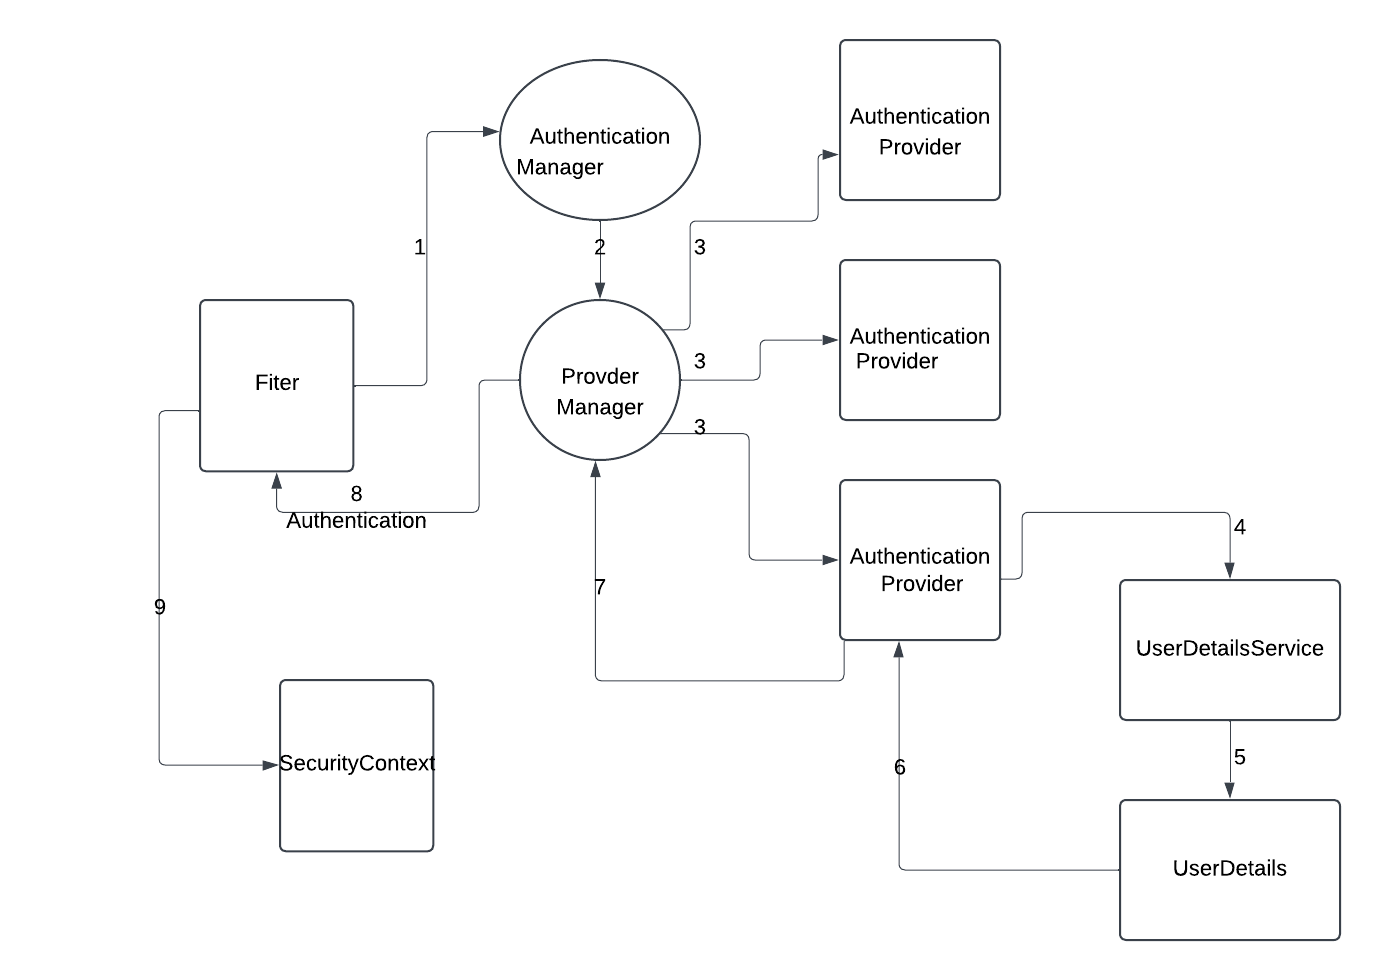 Authentication
Manager
Authentication
Provider
1
2
3
Fiter
Provder
Manager
3
Authentication
Provider
3
8
Authentication
Authentication
Provider
4
7
9
UserDetailsService
5
6
SecurityContext
UserDetails